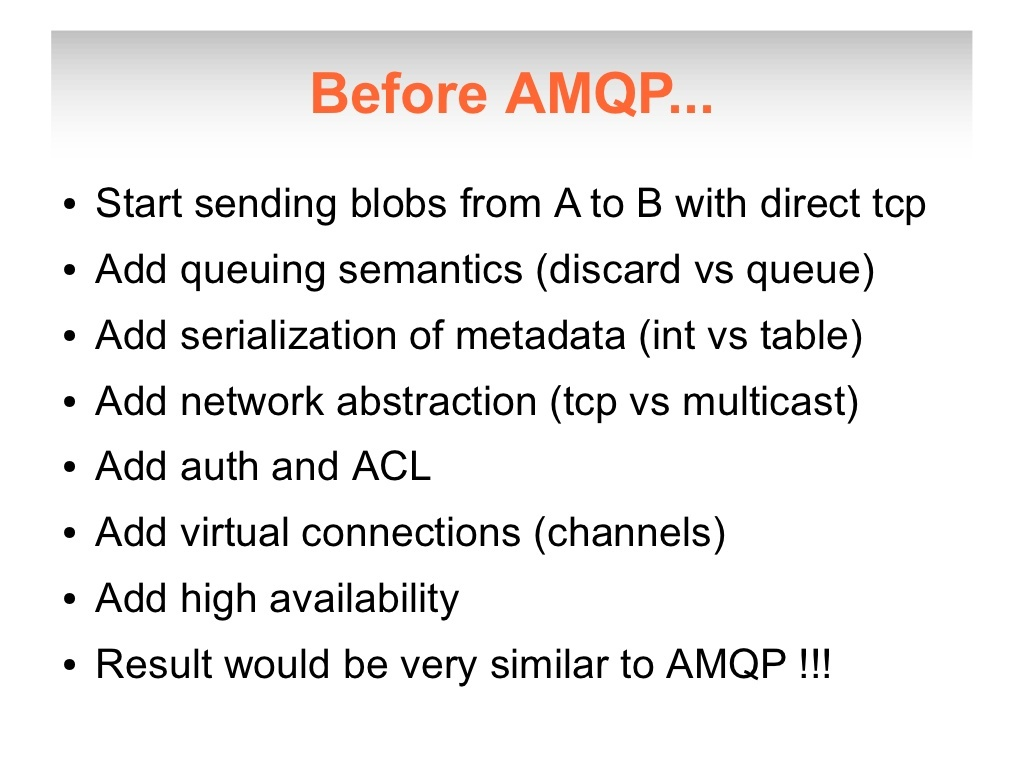 Before AMQP...
• Start sending blobs from A to B with direct tcp
• Add queuing semantics (discard vs queue)
• Add serialization of metadata (int vs table)
• Add network abstraction (tcp vs multicast)
• Add auth and ACL
• Add virtual connections (channels)
• Add high availability
• Result would be very similar to AMQP !!!